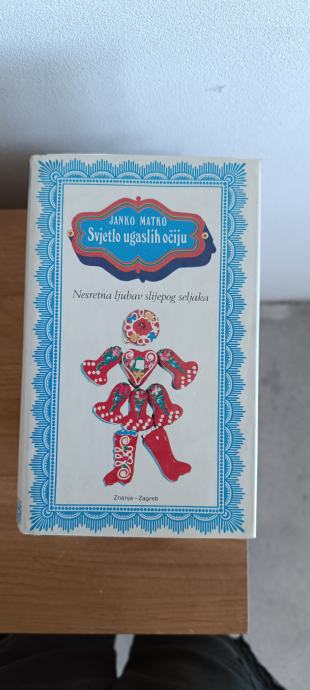 JANKO MATKO
Svjetlo ugaslih očiju
Nesretna ljubav slijepog seljaka
Znanje – Zagreb